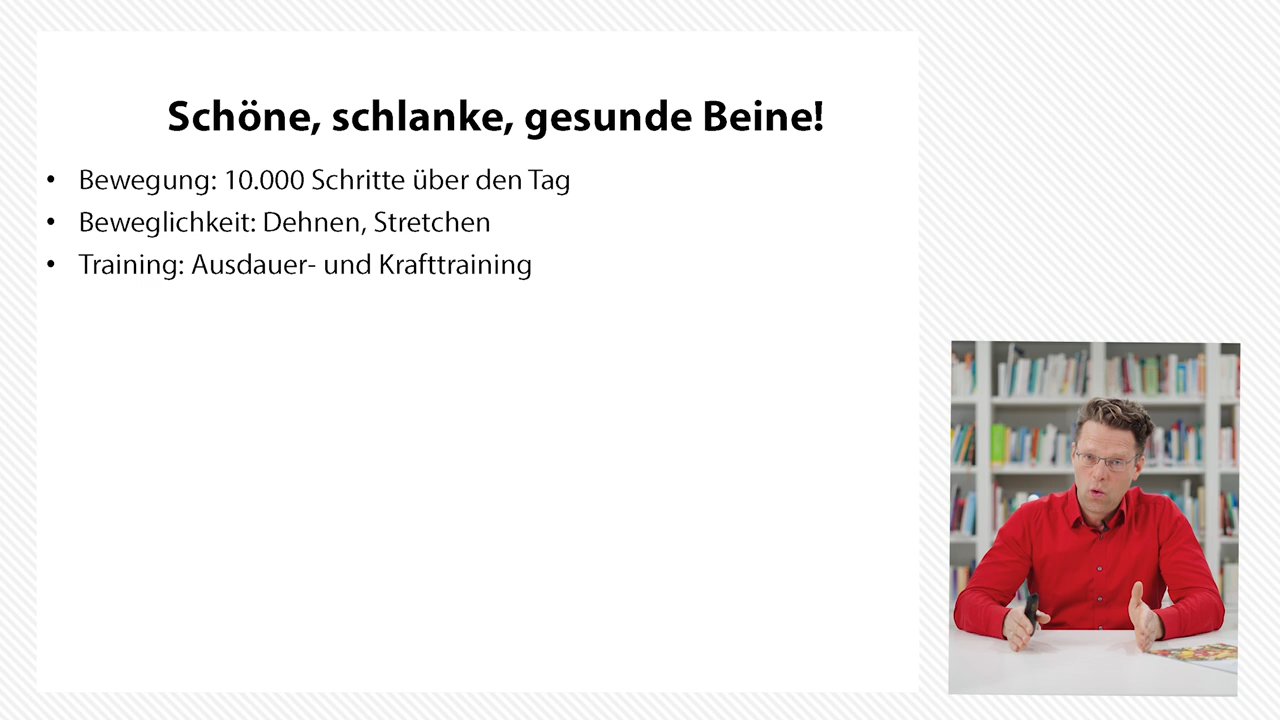 Schöne, schlanke, gesunde Beine!
• Bewegung: 10.000 Schritte über den Tag
• Beweglichkeit: Dehnen, Stretchen
• Training: Ausdauer- und Krafttraining